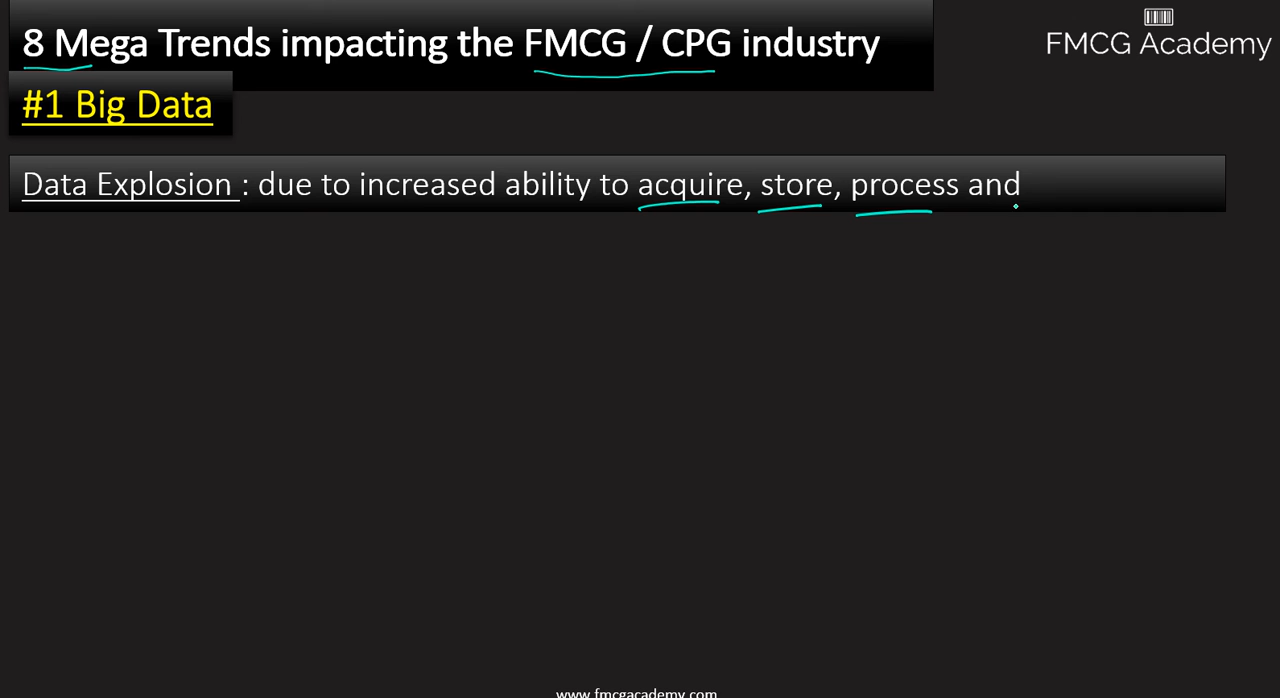 8 Mega Trends impacting the FMCG / CPG industry
FMCG Academy
#1 Big Data
Data Explosion : due to increased ability to acquire, store, process and
www.fmcgacademy.com